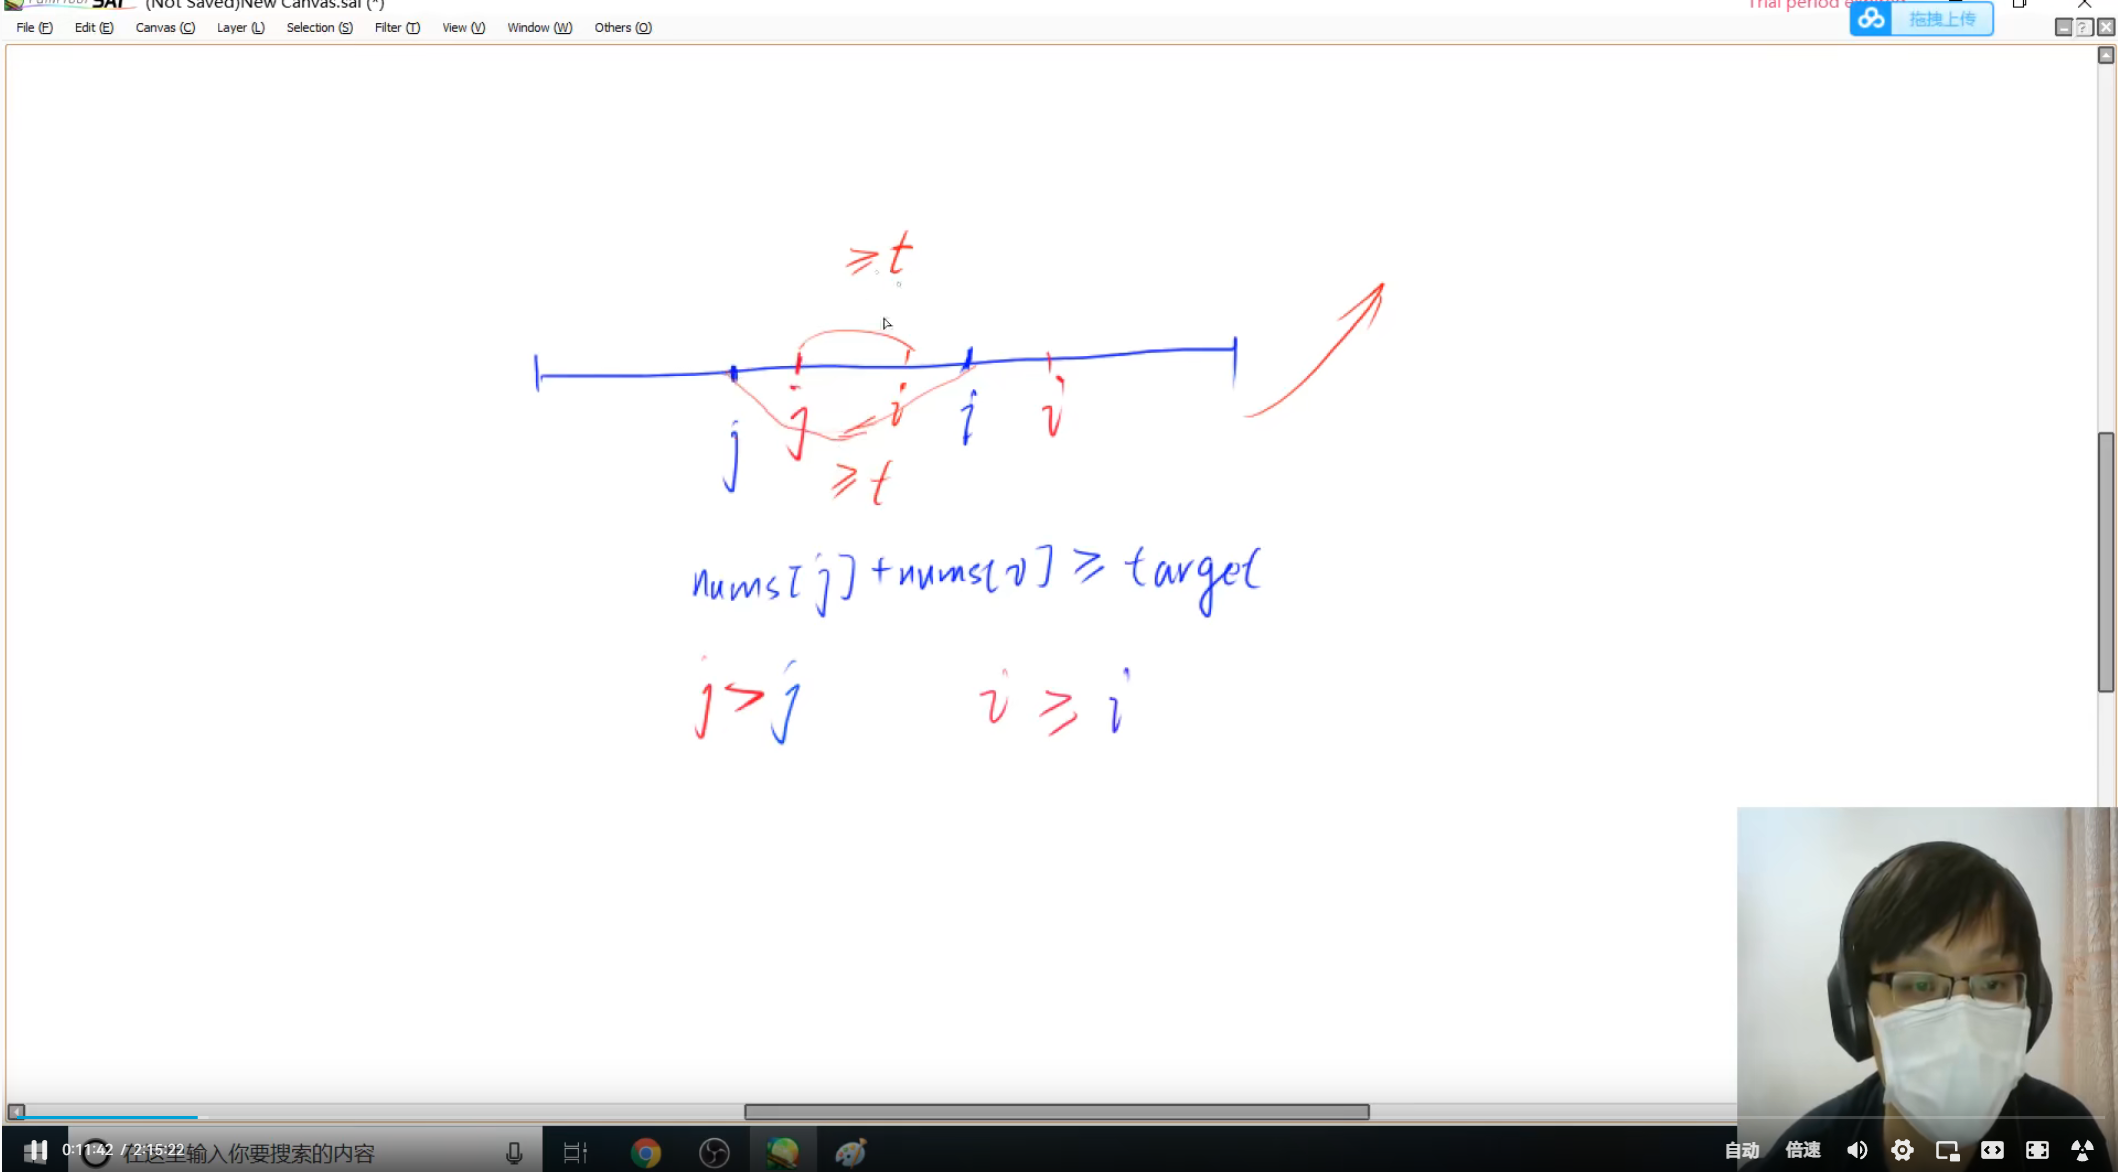 (Not Saved)New Canvas.sai (*)
Trial period
拖拽上传
File (F) Edit (E) Canvas (C) Layer (L) Selection (S) Filter (T) View (V) Window (W) Others (O)
≥t
j j i i i
≥t
nums[j]+nums[i]≥target
j>j i≥i
0:11:42 / 2:15:22
在这里输入你要搜索的内容
自动 倍速